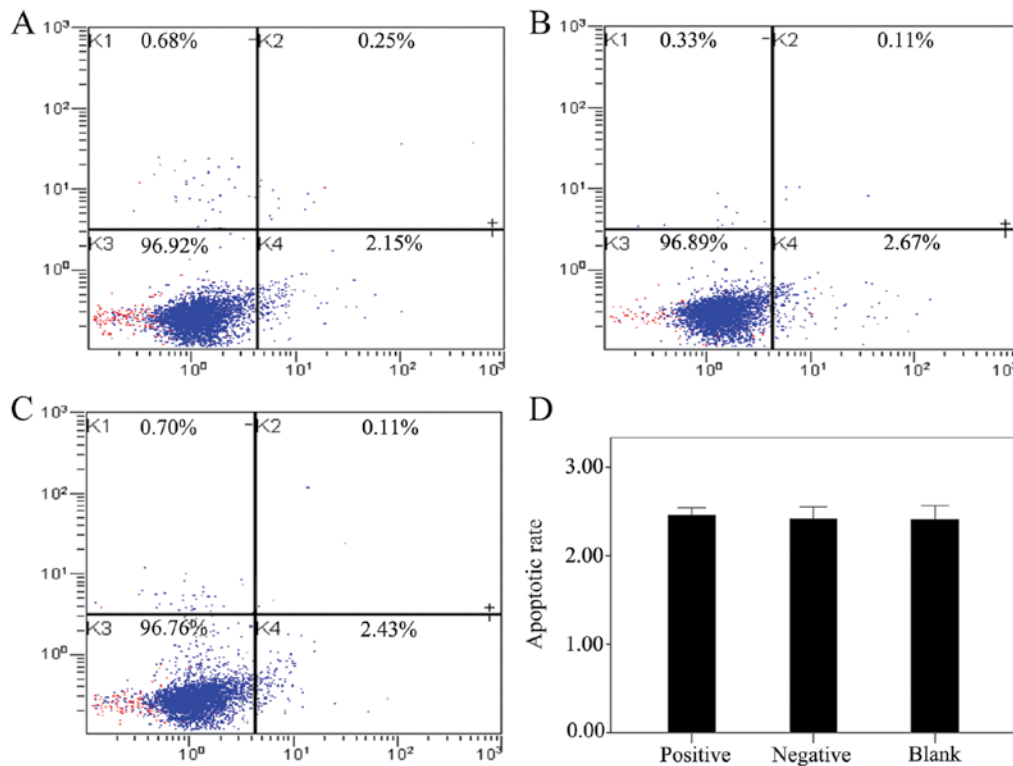 A
K1 0.68% K2 0.25%
10³
10²
10¹
10⁰
K3 96.92% K4 2.15%
10⁰ 10¹ 10² 10³
B
K1 0.33% K2 0.11%
10³
10²
10¹
10⁰
K3 96.89% K4 2.67%
10⁰ 10¹ 10² 10³
C
K1 0.70% K2 0.11%
10³
10²
10¹
10⁰
K3 96.76% K4 2.43%
10⁰ 10¹ 10² 10³
D
Apoptotic rate
3.00
2.00
1.00
0.00
Positive Negative Blank